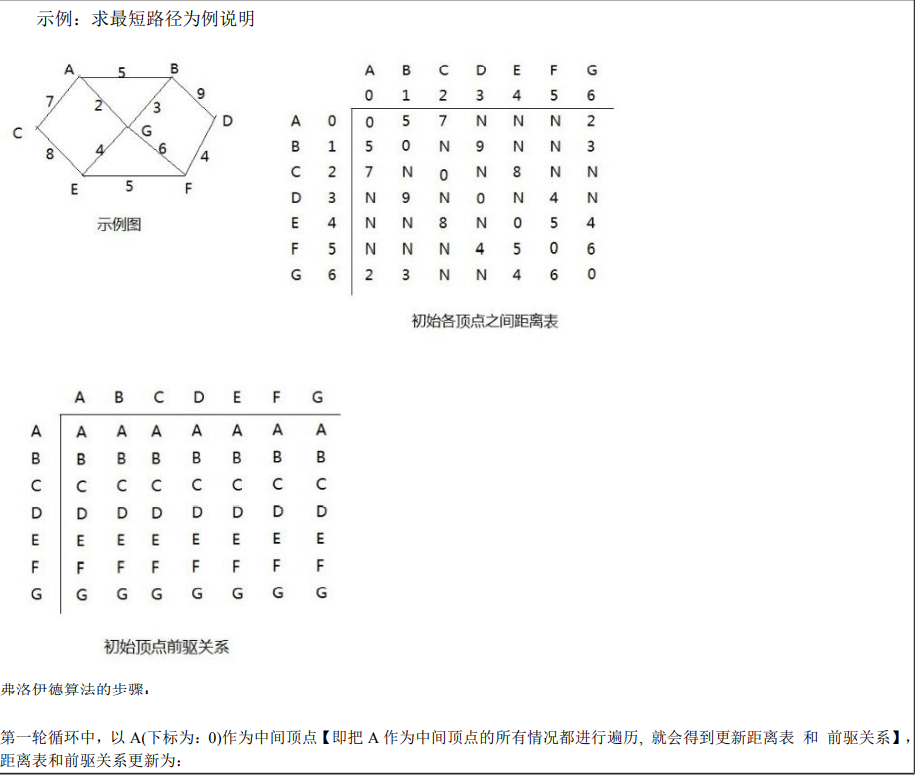 示例：求最短路径为例说明
A 5 B
7 2 3 9
C G D
8 4 6 4
E 5 F
示例图
A B C D E F G
0 1 2 3 4 5 6
A 0 0 5 7 N N N 2
B 1 5 0 N 9 N N 3
C 2 7 N 0 N 8 N N
D 3 N 9 N 0 N 4 N
E 4 N N 8 N 0 5 4
F 5 N N N 4 5 0 6
G 6 2 3 N N 4 6 0
初始各顶点之间距离表
A B C D E F G
A A A A A A A A
B B B B B B B B
C C C C C C C C
D D D D D D D D
E E E E E E E E
F F F F F F F F
G G G G G G G G
初始顶点前驱关系
弗洛伊德算法的步骤，
第一轮循环中，以 A(下标为：0)作为中间顶点【即把 A 作为中间顶点的所有情况都进行遍历, 就会得到更新距离表 和 前驱关系】，
距离表和前驱关系更新为：